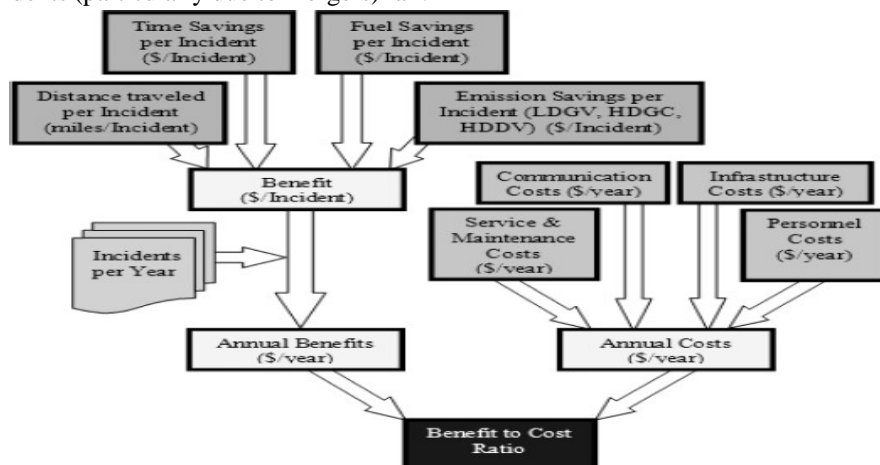 Time Savings
per Incident
($/Incident)
Fuel Savings
per Incident
($/Incident)
Distance traveled
per Incident
(miles/Incident)
Emission Savings per
Incident (LDGV, HDGC,
HDDV) ($/Incident)
Benefit
($/Incident)
Communication
Costs ($/year)
Infrastructure
Costs ($/year)
Service &
Maintenance
Costs
($/year)
Personnel
Costs
($/year)
Incidents
per Year
Annual Benefits
($/year)
Annual Costs
($/year)
Benefit to Cost
Ratio